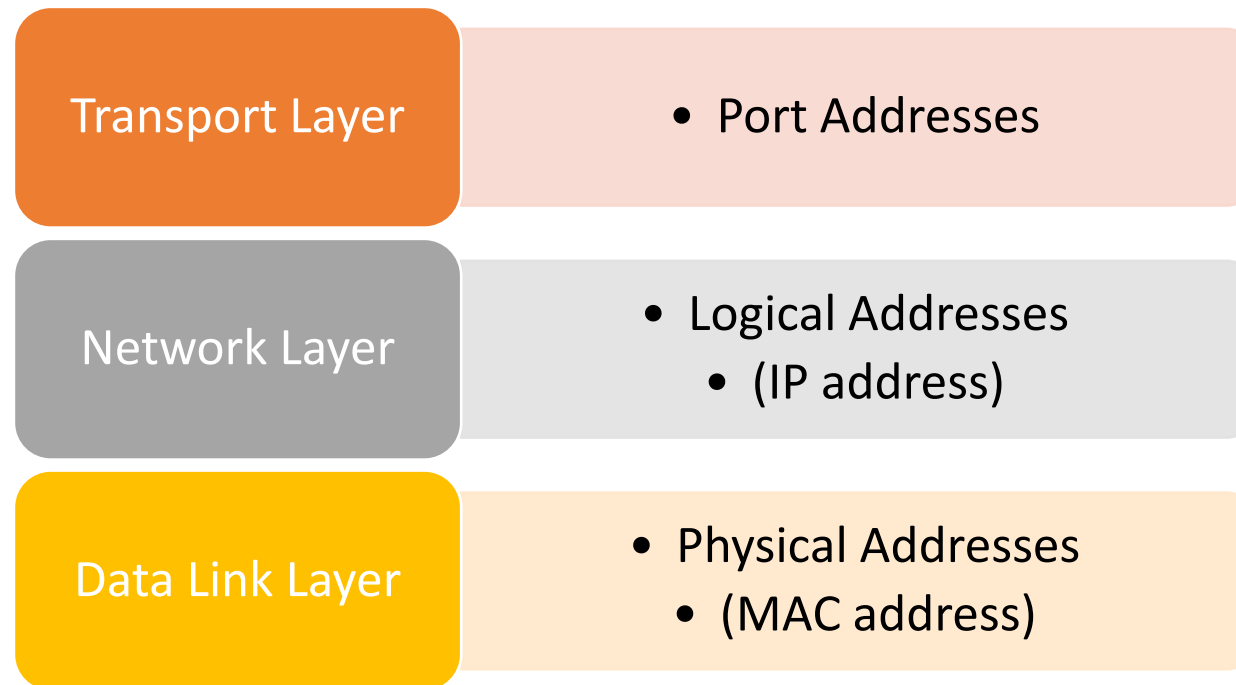 Transport Layer
• Port Addresses
Network Layer
• Logical Addresses
• (IP address)
Data Link Layer
• Physical Addresses
• (MAC address)